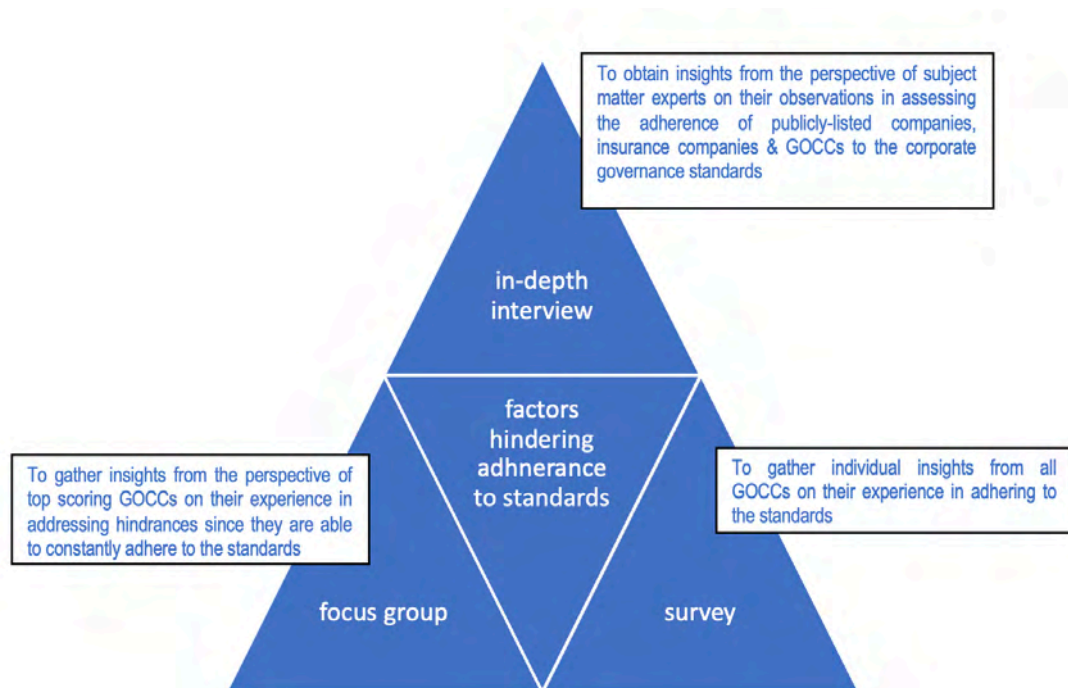 To obtain insights from the perspective of subject
matter experts on their observations in assessing
the adherence of publicly-listed companies,
insurance companies & GOCCs to the corporate
governance standards
in-depth
interview
factors
hindering
adhnerance
to standards
To gather insights from the perspective of
top scoring GOCCs on their experience in
addressing hindrances since they are able
to constantly adhere to the standards
To gather individual insights from all
GOCCs on their experience in adhering to
the standards
focus group
survey